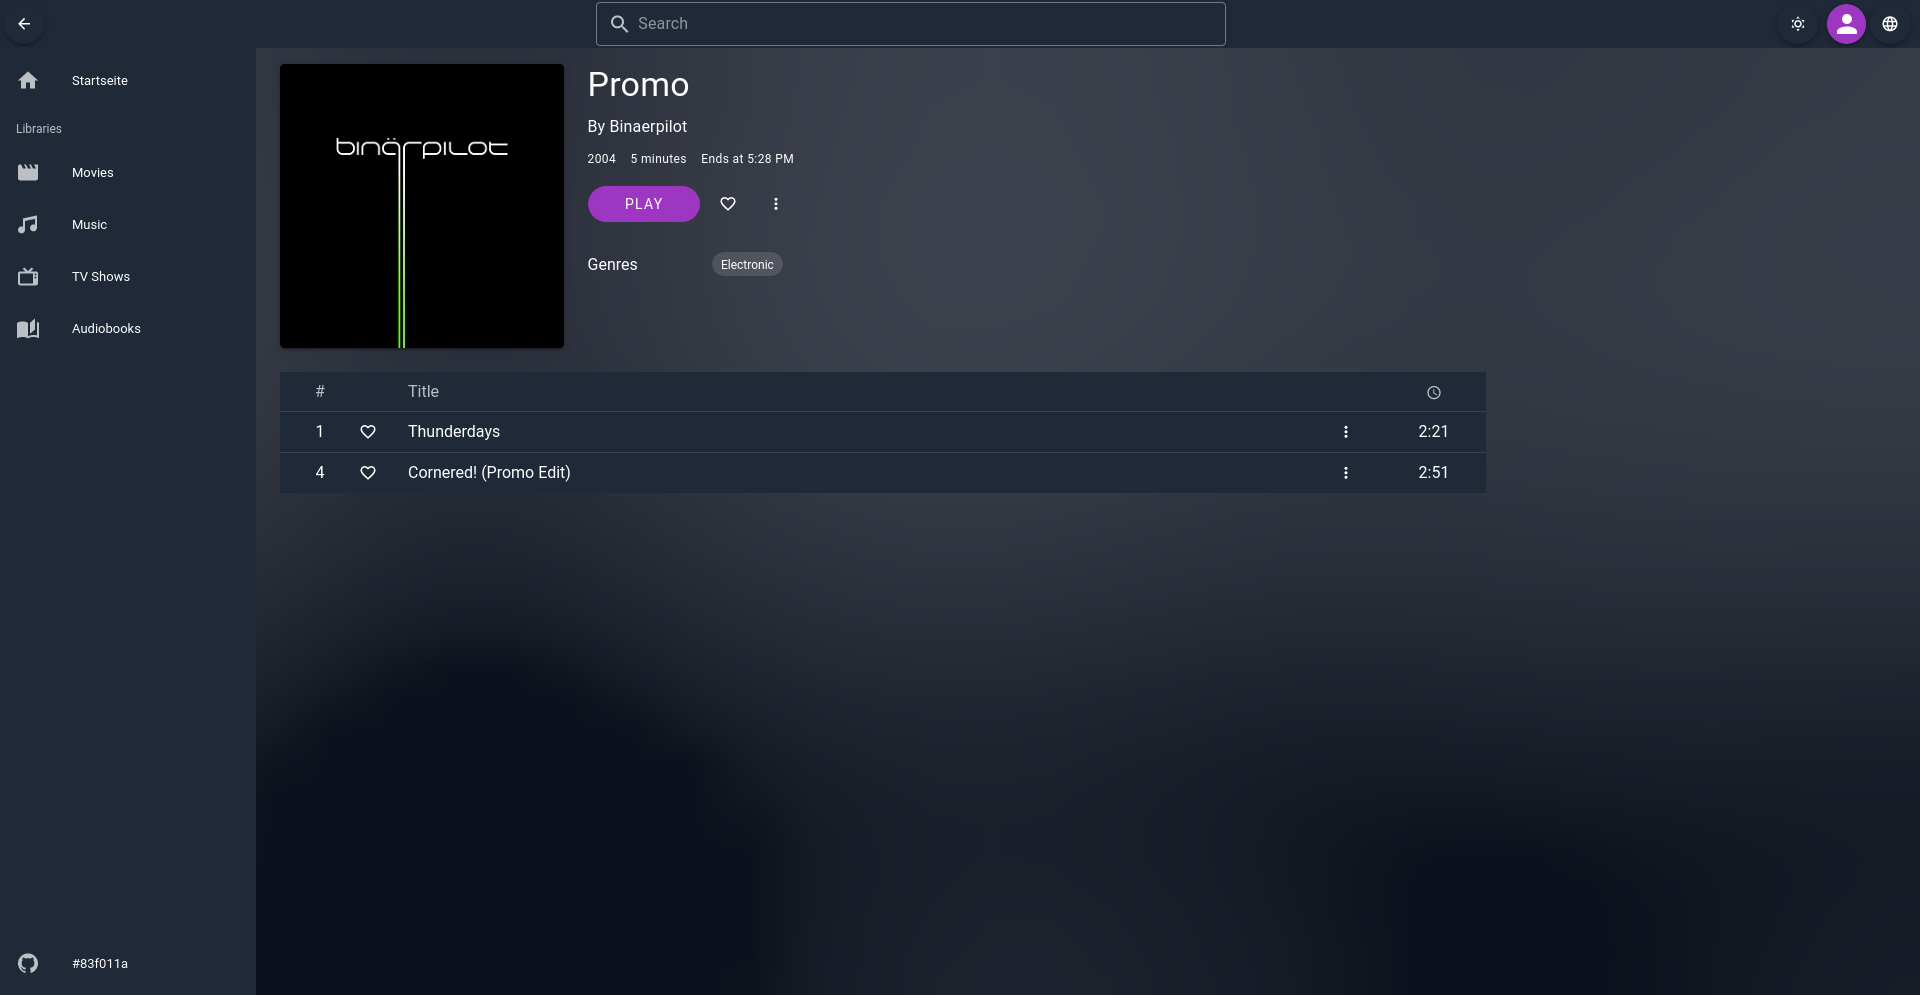 Search
Startseite
Libraries
Movies
Music
TV Shows
Audiobooks
#83f011a
binärpilot
Promo
By Binaerpilot
2004 5 minutes Ends at 5:28 PM
PLAY
Genres Electronic
# Title
1 Thunderdays 2:21
4 Cornered! (Promo Edit) 2:51